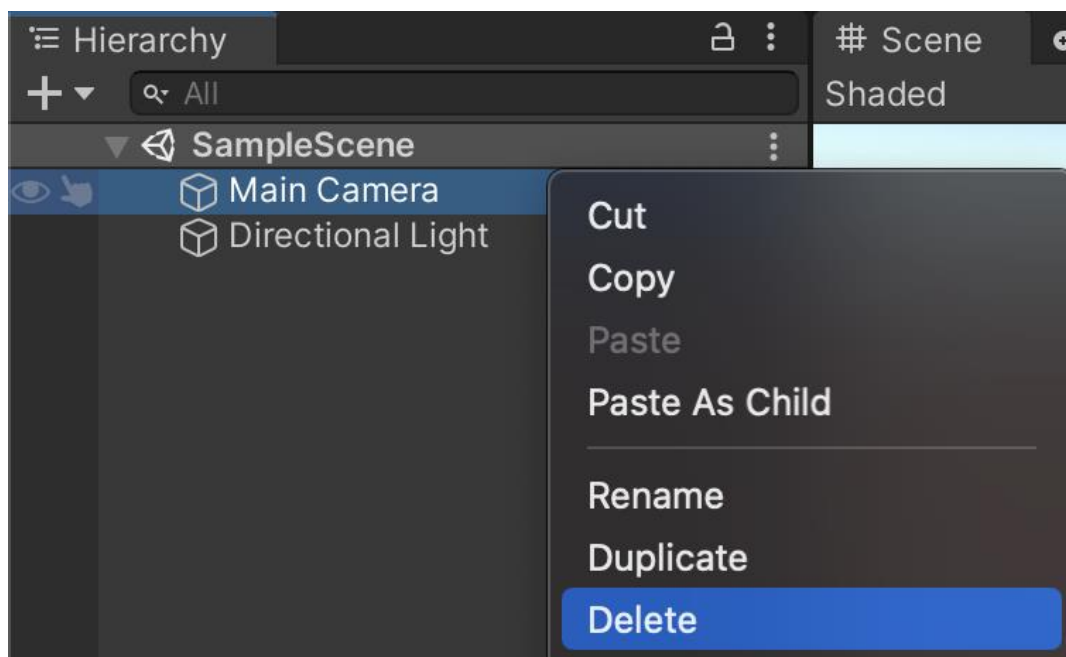 Hierarchy
Scene
All
Shaded
SampleScene
Main Camera
Directional Light
Cut
Copy
Paste
Paste As Child
Rename
Duplicate
Delete